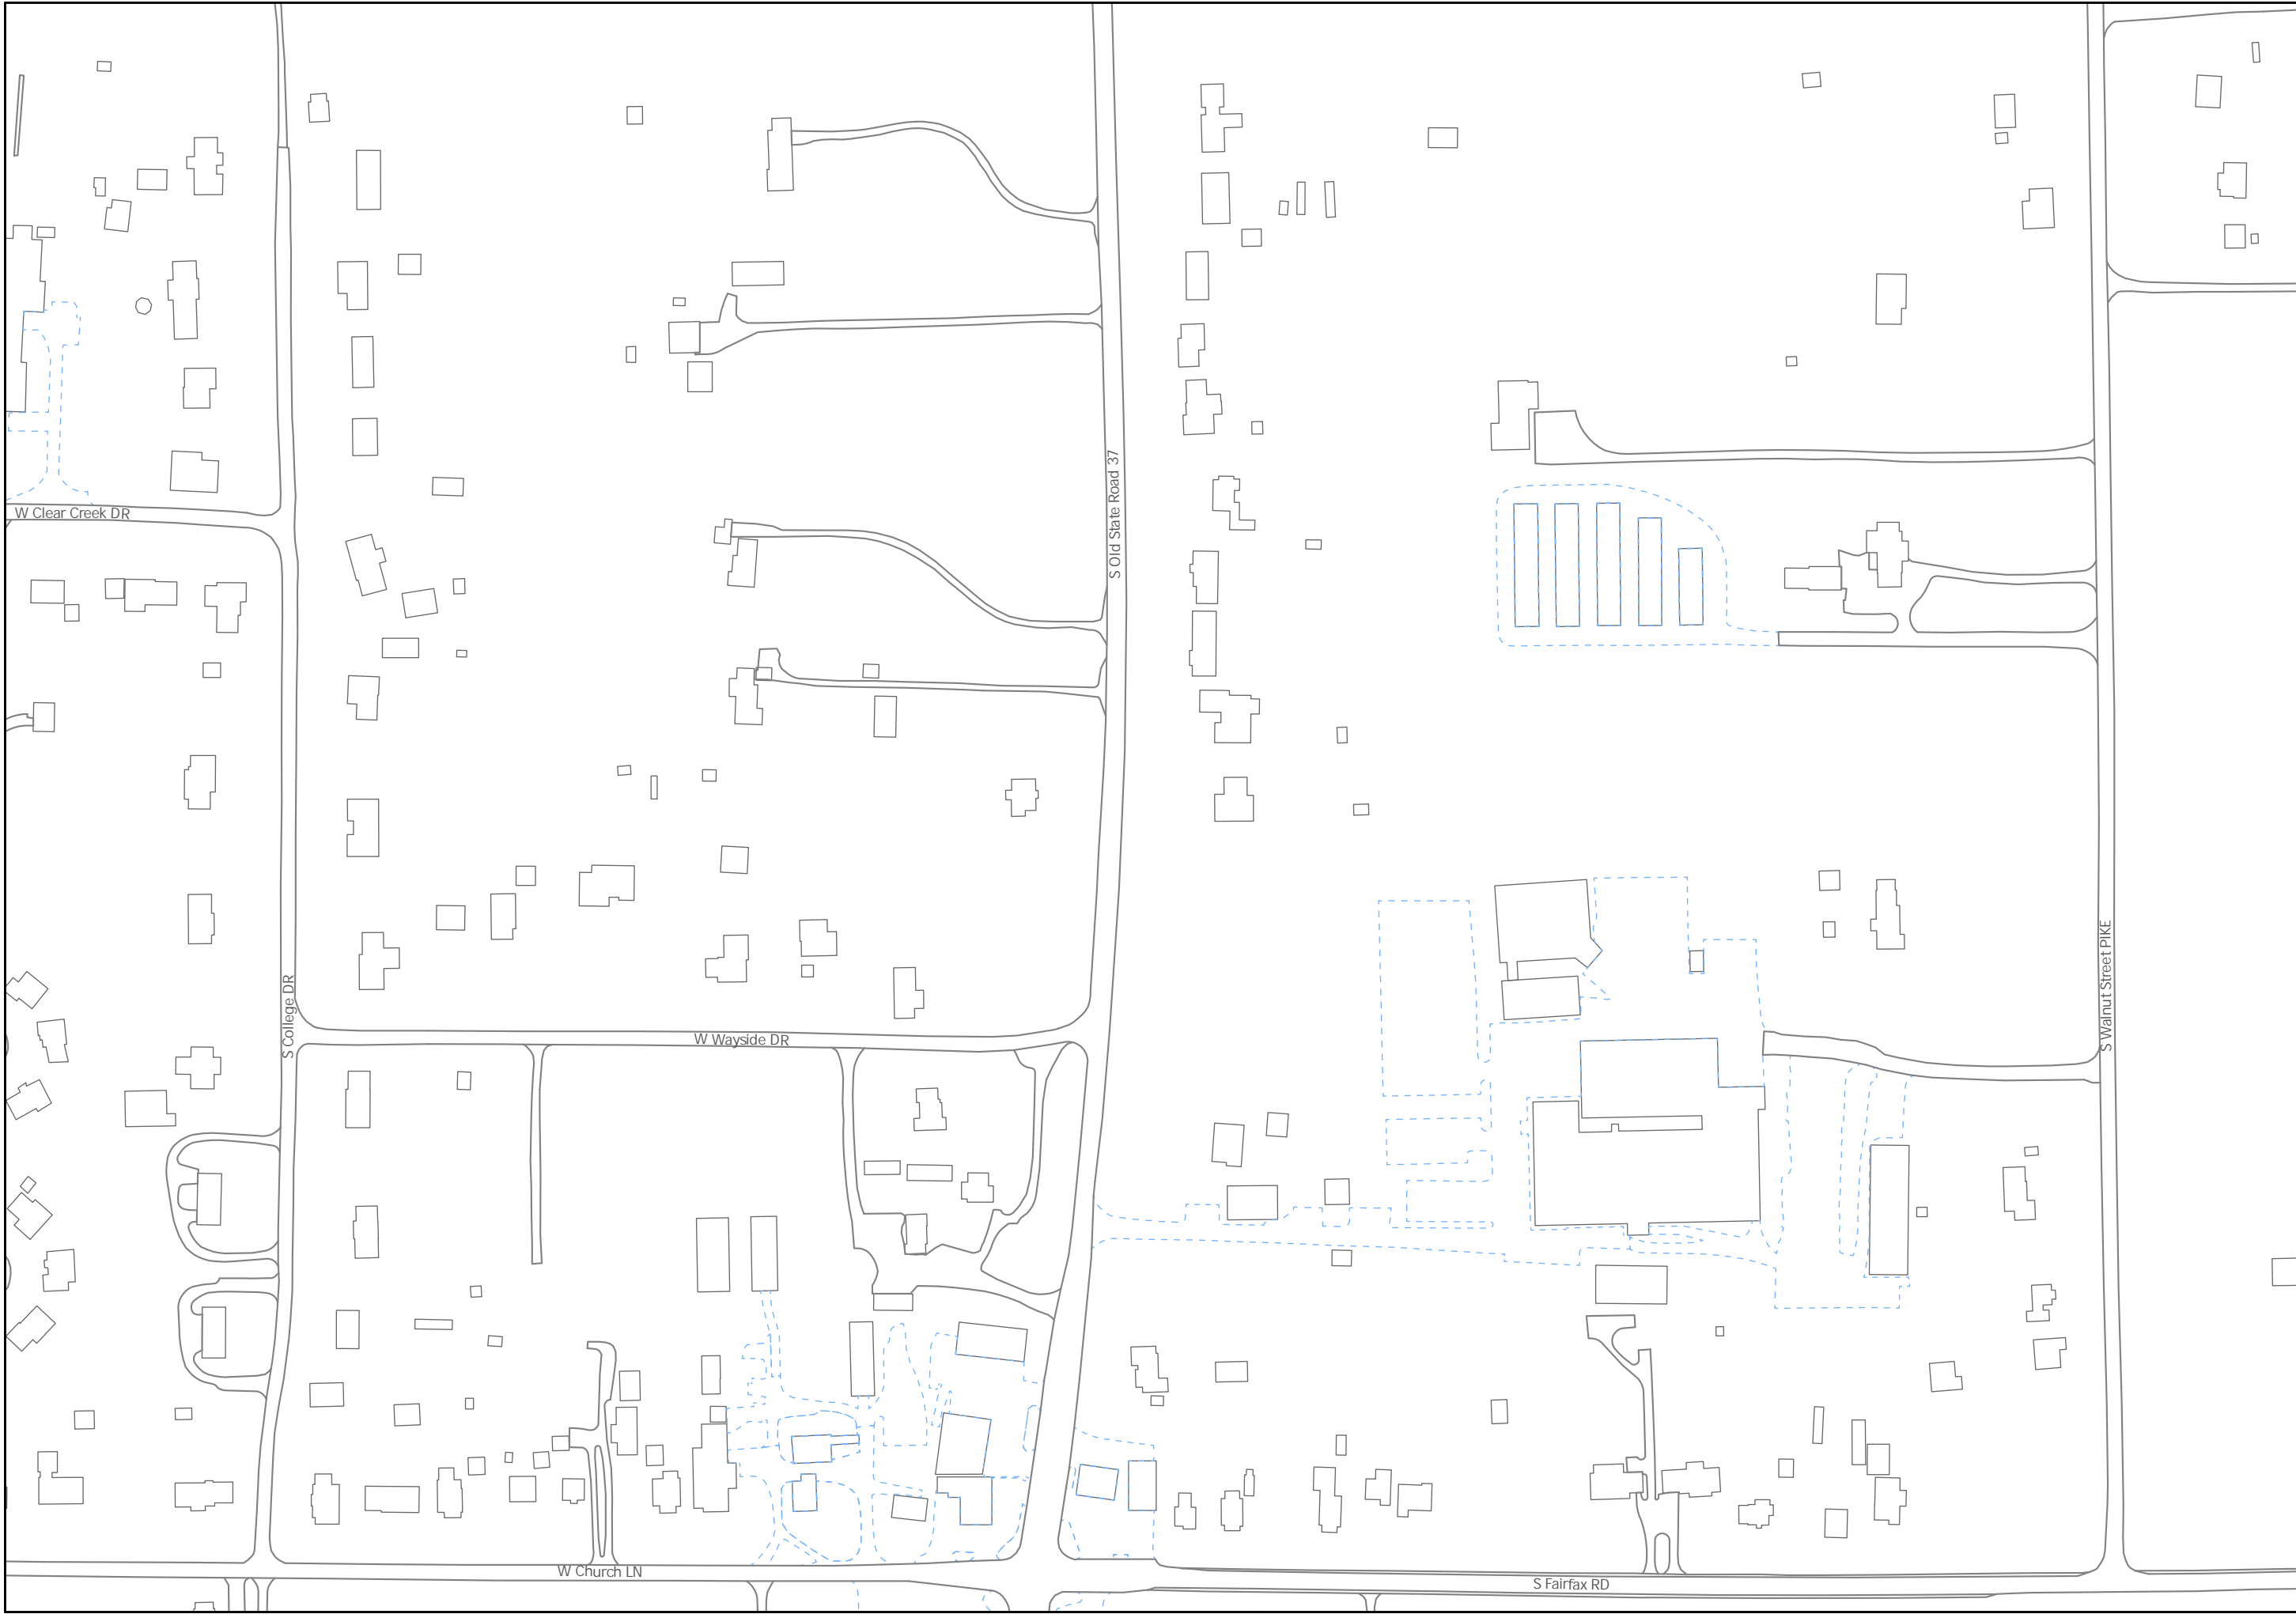 W Clear Creek DR
S Old State Road 37
S College DR
W Wayside DR
S Walnut Street PIKE
W Church LN
S Fairfax RD